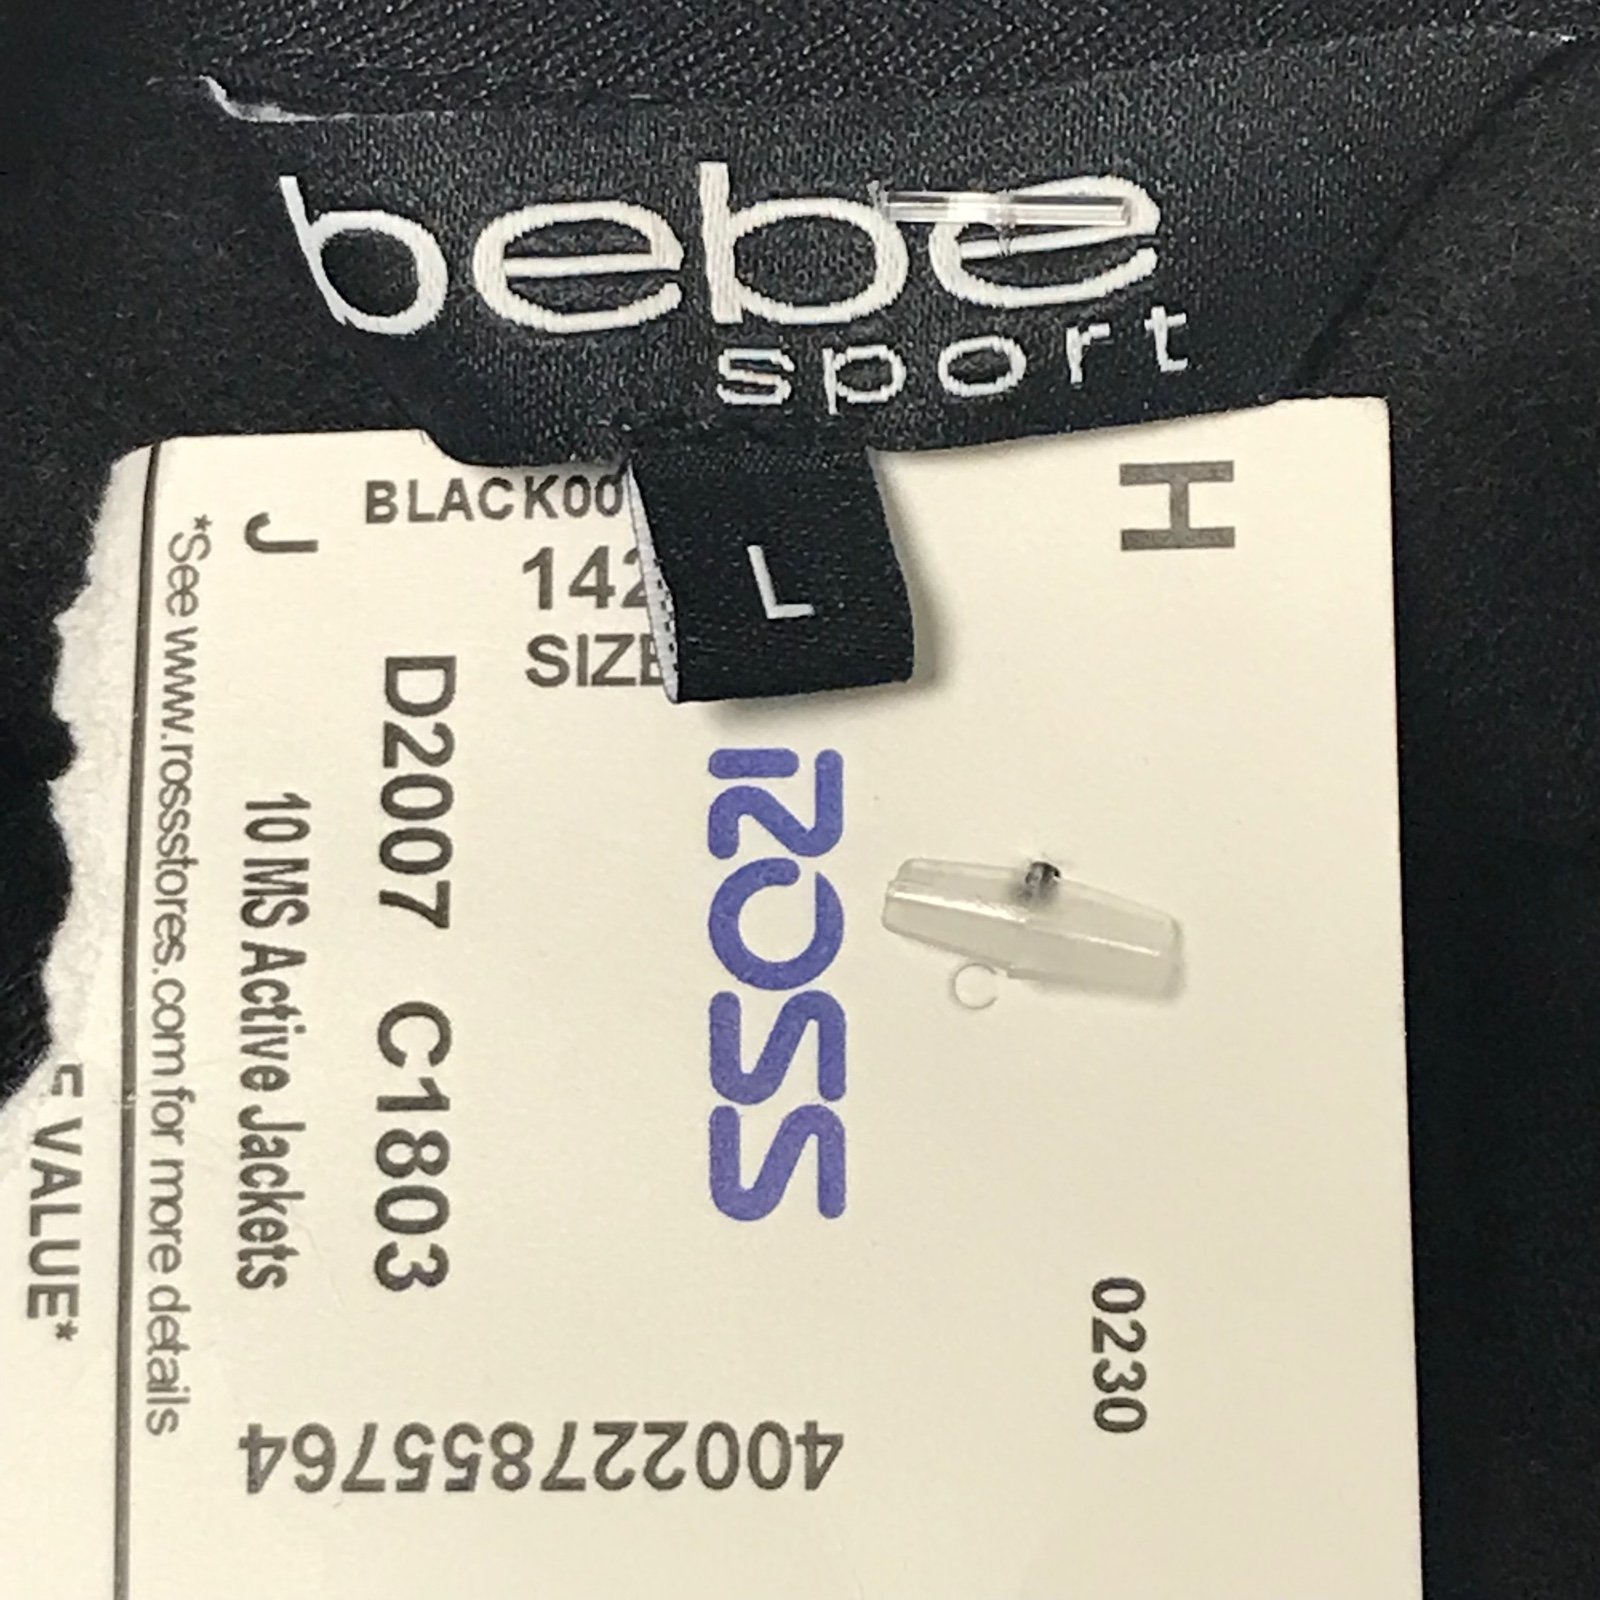 bebe
sport
L
BLACK00
142
SIZE
H
J
ROSS
D2007 C1803
10 MS Active Jackets
*See www.rossstores.com for more details
VALUE*
0230
400227855764